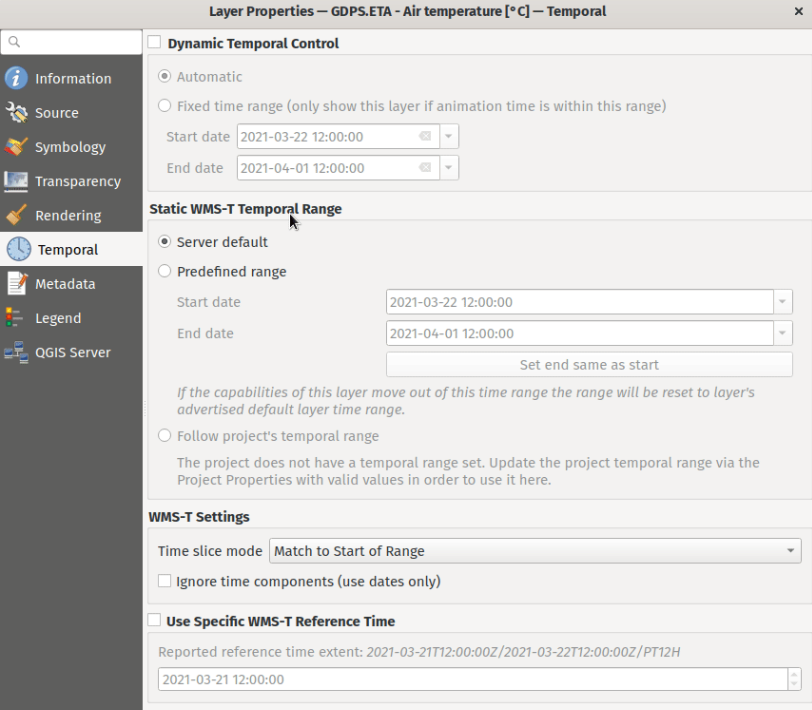 Layer Properties — GDPS.ETA - Air temperature [°C] — Temporal
Information
Source
Symbology
Transparency
Rendering
Temporal
Metadata
Legend
QGIS Server
Dynamic Temporal Control
Automatic
Fixed time range (only show this layer if animation time is within this range)
Start date 2021-03-22 12:00:00
End date 2021-04-01 12:00:00
Static WMS-T Temporal Range
Server default
Predefined range
Start date 2021-03-22 12:00:00
End date 2021-04-01 12:00:00
Set end same as start
If the capabilities of this layer move out of this time range the range will be reset to layer's
advertised default layer time range.
Follow project's temporal range
The project does not have a temporal range set. Update the project temporal range via the
Project Properties with valid values in order to use it here.
WMS-T Settings
Time slice mode Match to Start of Range
Ignore time components (use dates only)
Use Specific WMS-T Reference Time
Reported reference time extent: 2021-03-21T12:00:00Z/2021-03-22T12:00:00Z/PT12H
2021-03-21 12:00:00